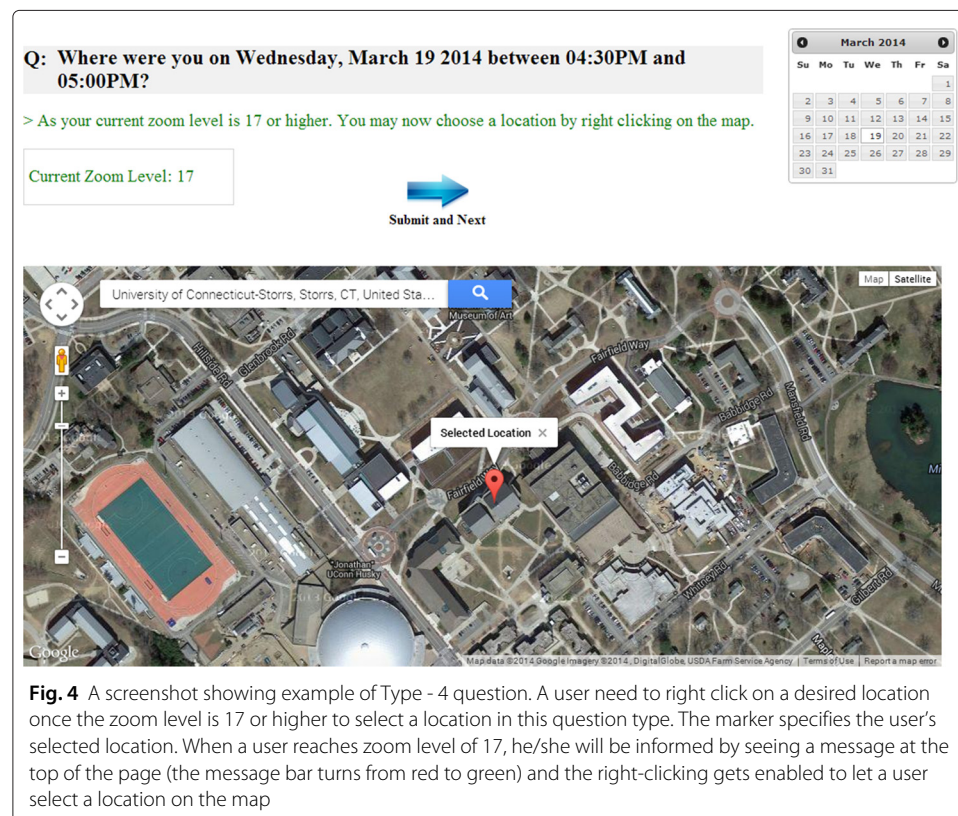 Q: Where were you on Wednesday, March 19 2014 between 04:30PM and
05:00PM?
> As your current zoom level is 17 or higher. You may now choose a location by right clicking on the map.
Current Zoom Level: 17
Submit and Next
March 2014
Su Mo Tu We Th Fr Sa
1
2 3 4 5 6 7 8
9 10 11 12 13 14 15
16 17 18 19 20 21 22
23 24 25 26 27 28 29
30 31
University of Connecticut-Storrs, Storrs, CT, United Sta...
Map Satellite
Museum of Art
Hillside Rd
Glenbrook Rd
Fairfield Way
Babbidge Rd
Mansfield Rd
Selected Location ×
Fairfield Way
Babbidge Rd
Mi
"Jonathan"
UConn Husky
Whitney Rd
Gilbert Rd
Mapl
Google
Map data ©2014 Google Imagery ©2014, DigitalGlobe, USDA Farm Service Agency | Terms of Use | Report a map error
Fig. 4 A screenshot showing example of Type - 4 question. A user need to right click on a desired location
once the zoom level is 17 or higher to select a location in this question type. The marker specifies the user's
selected location. When a user reaches zoom level of 17, he/she will be informed by seeing a message at the
top of the page (the message bar turns from red to green) and the right-clicking gets enabled to let a user
select a location on the map